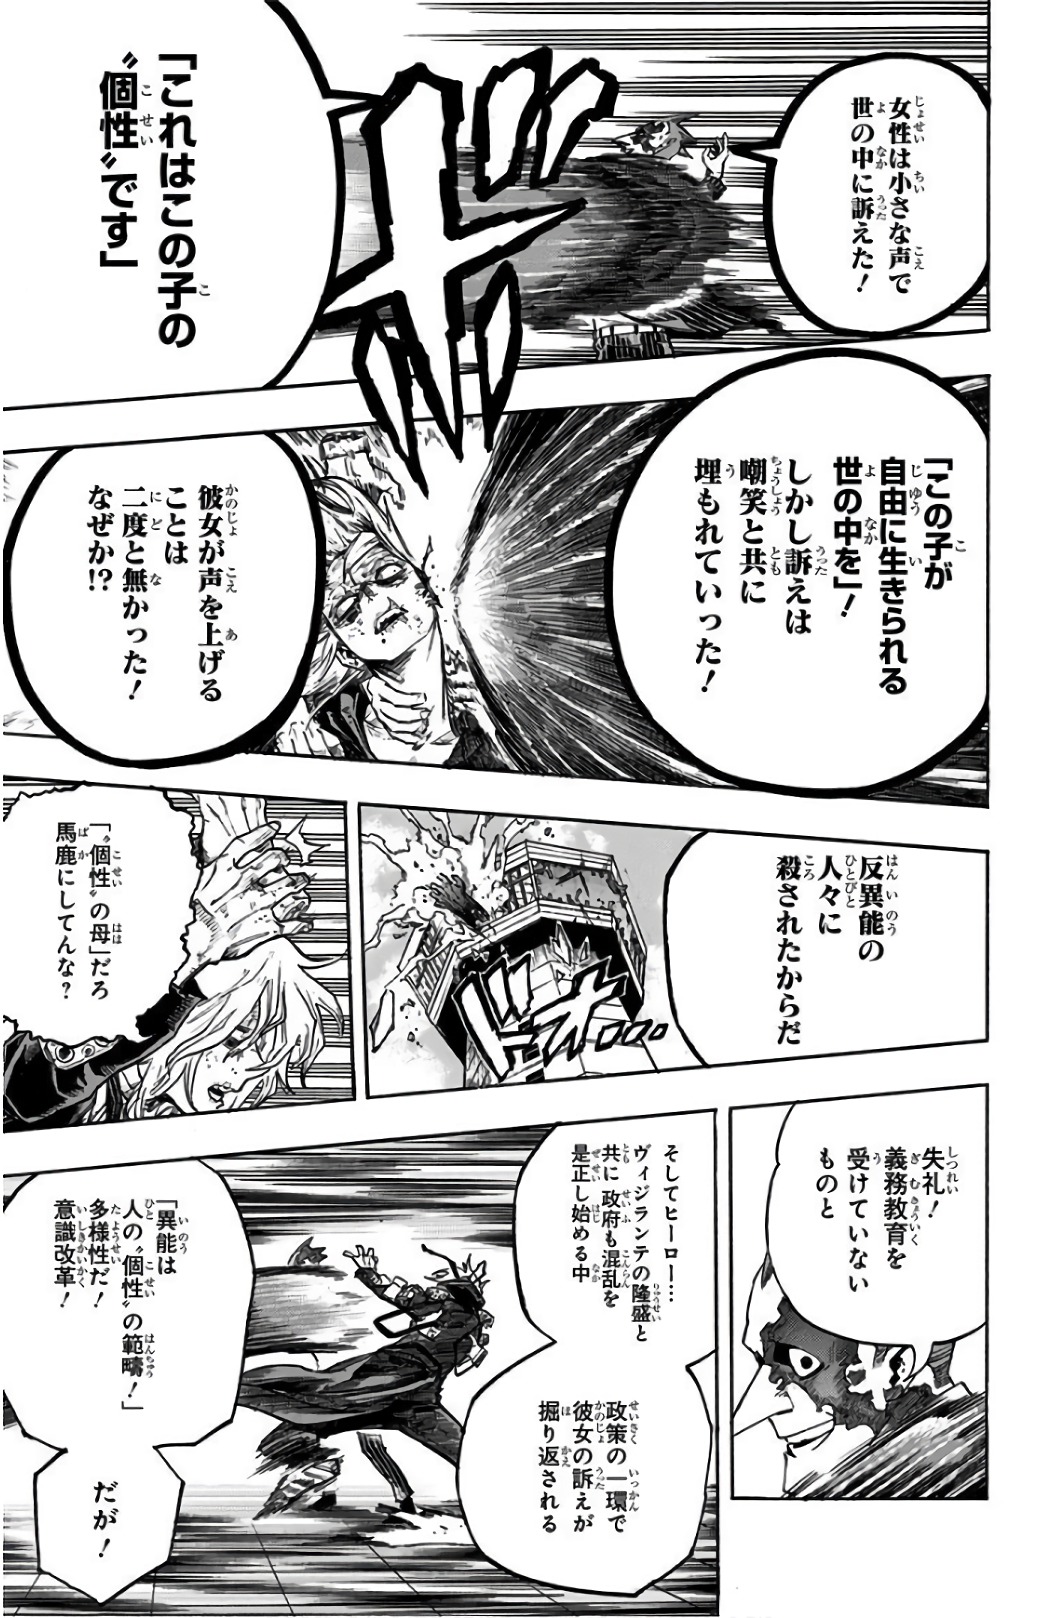 女性は小さな声で
世の中に訴えた!
「これはこの子の
“個性”です」
ド
「この子が
自由に生きられる
世の中を」!
しかし訴えは
嘲笑と共に
埋もれていった!
彼女が声を上げる
ことは
二度と無かった!
なぜか!?
反異能の
人々に
殺されたからだ
ドォ…
「“個性”の母」だろ
馬鹿にしてんな?
失礼!
義務教育を
受けていない
ものと
そしてヒーロー…
ヴィジランテの隆盛と
共に 政府も混乱を
是正し始める中
政策の一環で
彼女の訴えが
掘り返される
「異能は
人の“個性”の範疇!」
多様性だ!
意識改革!
だが!